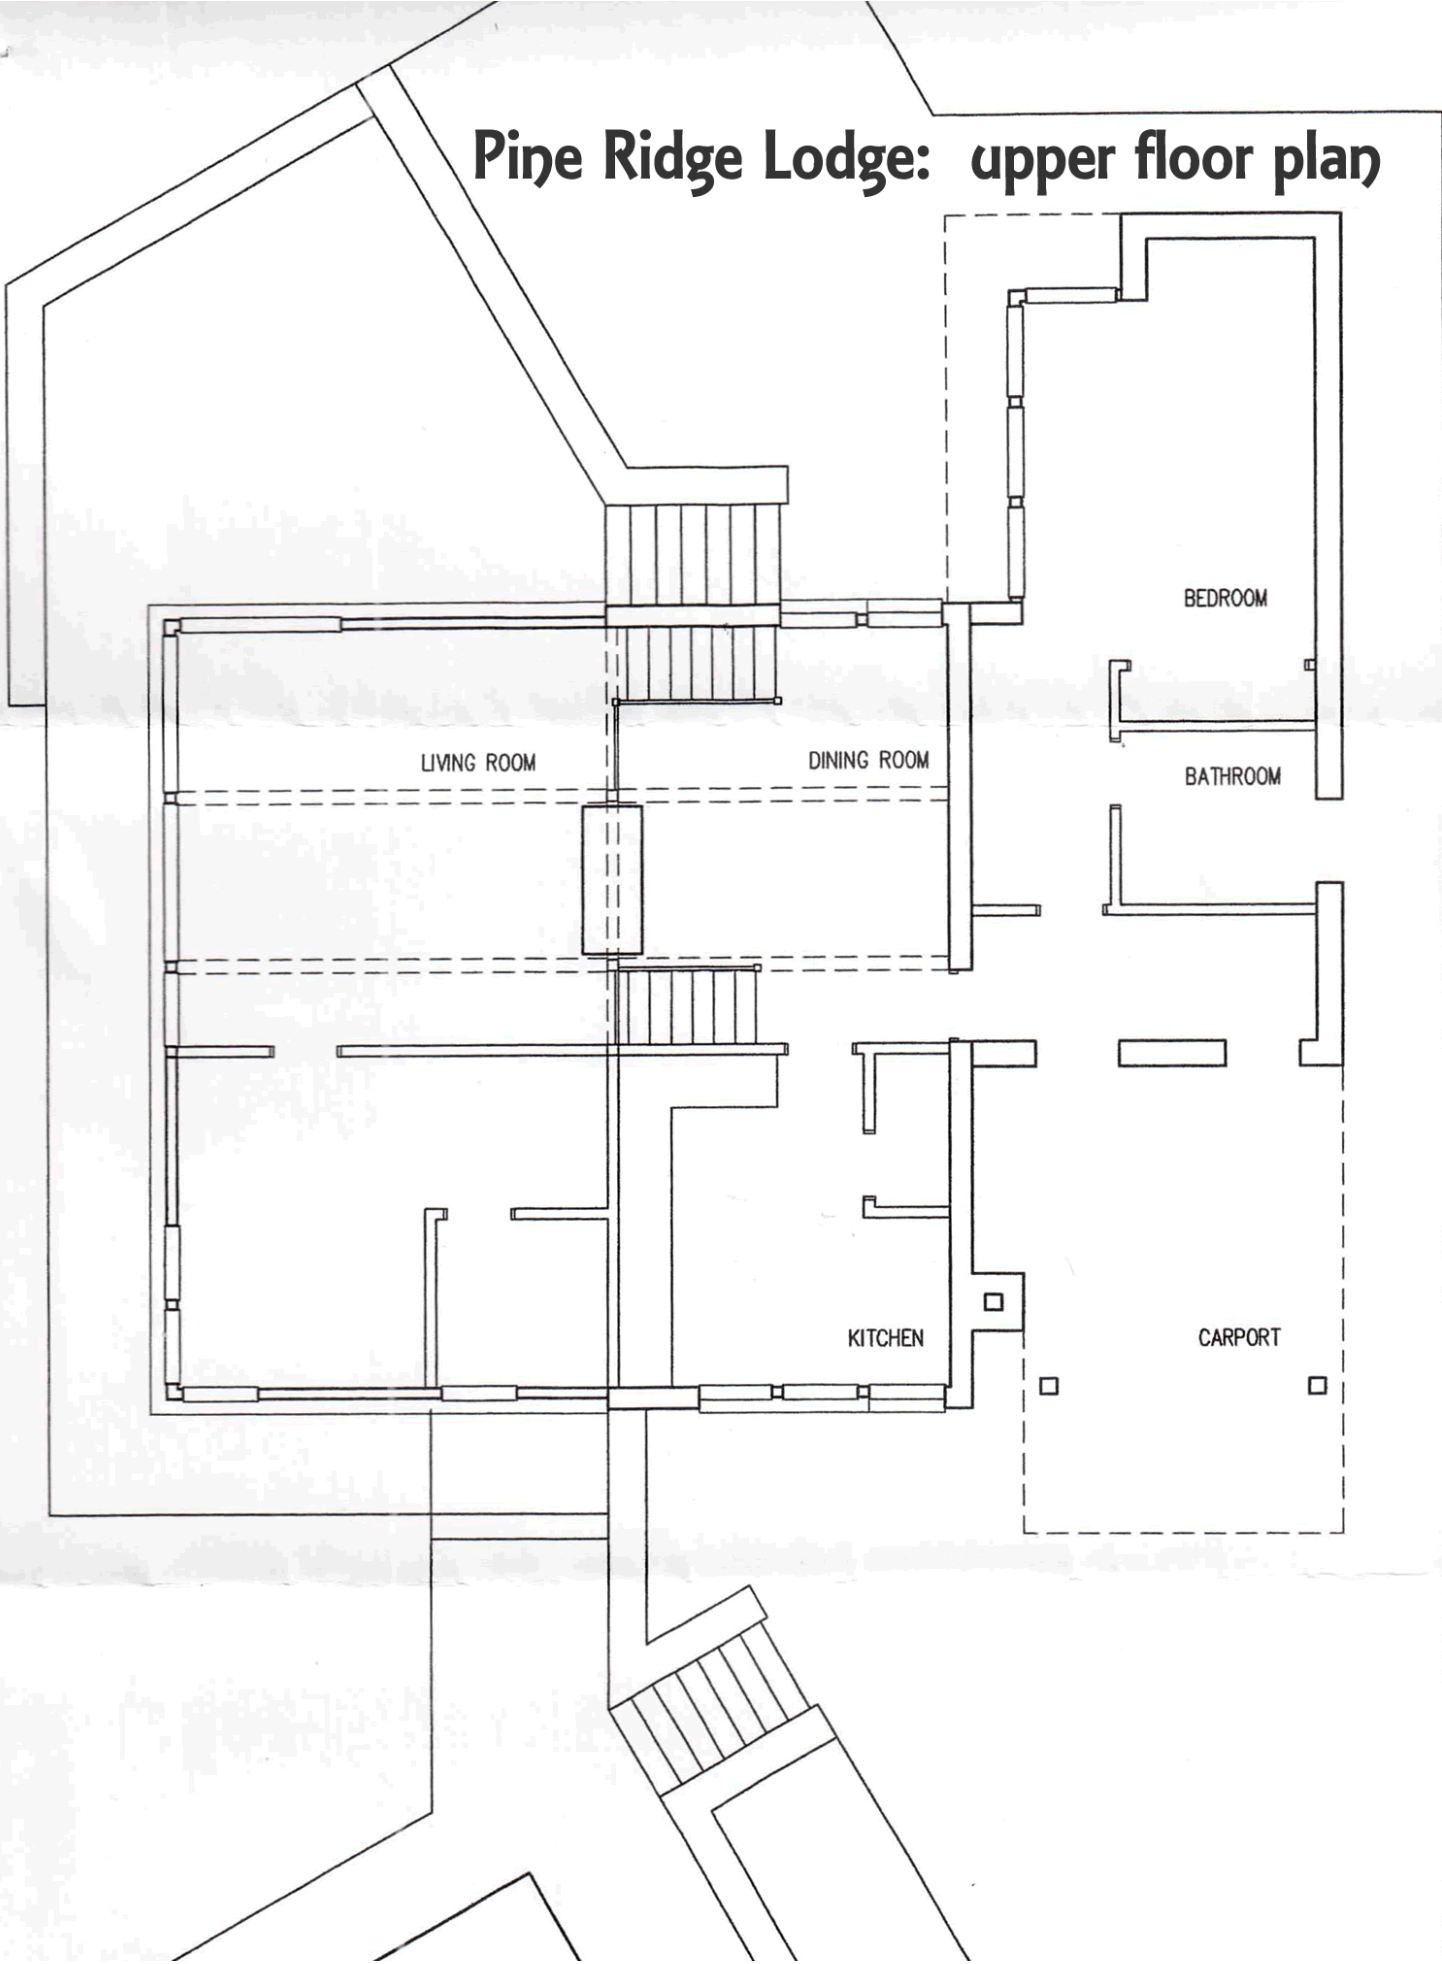 Pine Ridge Lodge: upper floor plan
BEDROOM
LIVING ROOM
DINING ROOM
BATHROOM
KITCHEN
CARPORT